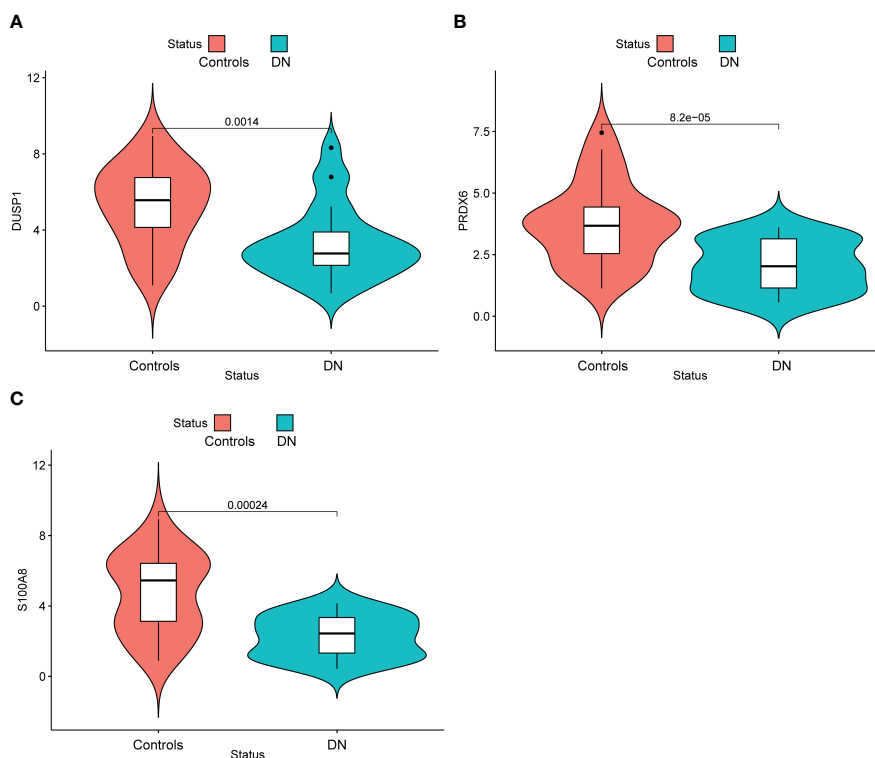 A
Status
Controls DN
12
8
4
0
DUSP1
0.0014
Controls DN
Status
B
Status
Controls DN
7.5
5.0
2.5
0.0
PRDX6
8.2e−05
Controls DN
Status
C
Status
Controls DN
12
8
4
0
S100A8
0.00024
Controls DN
Status